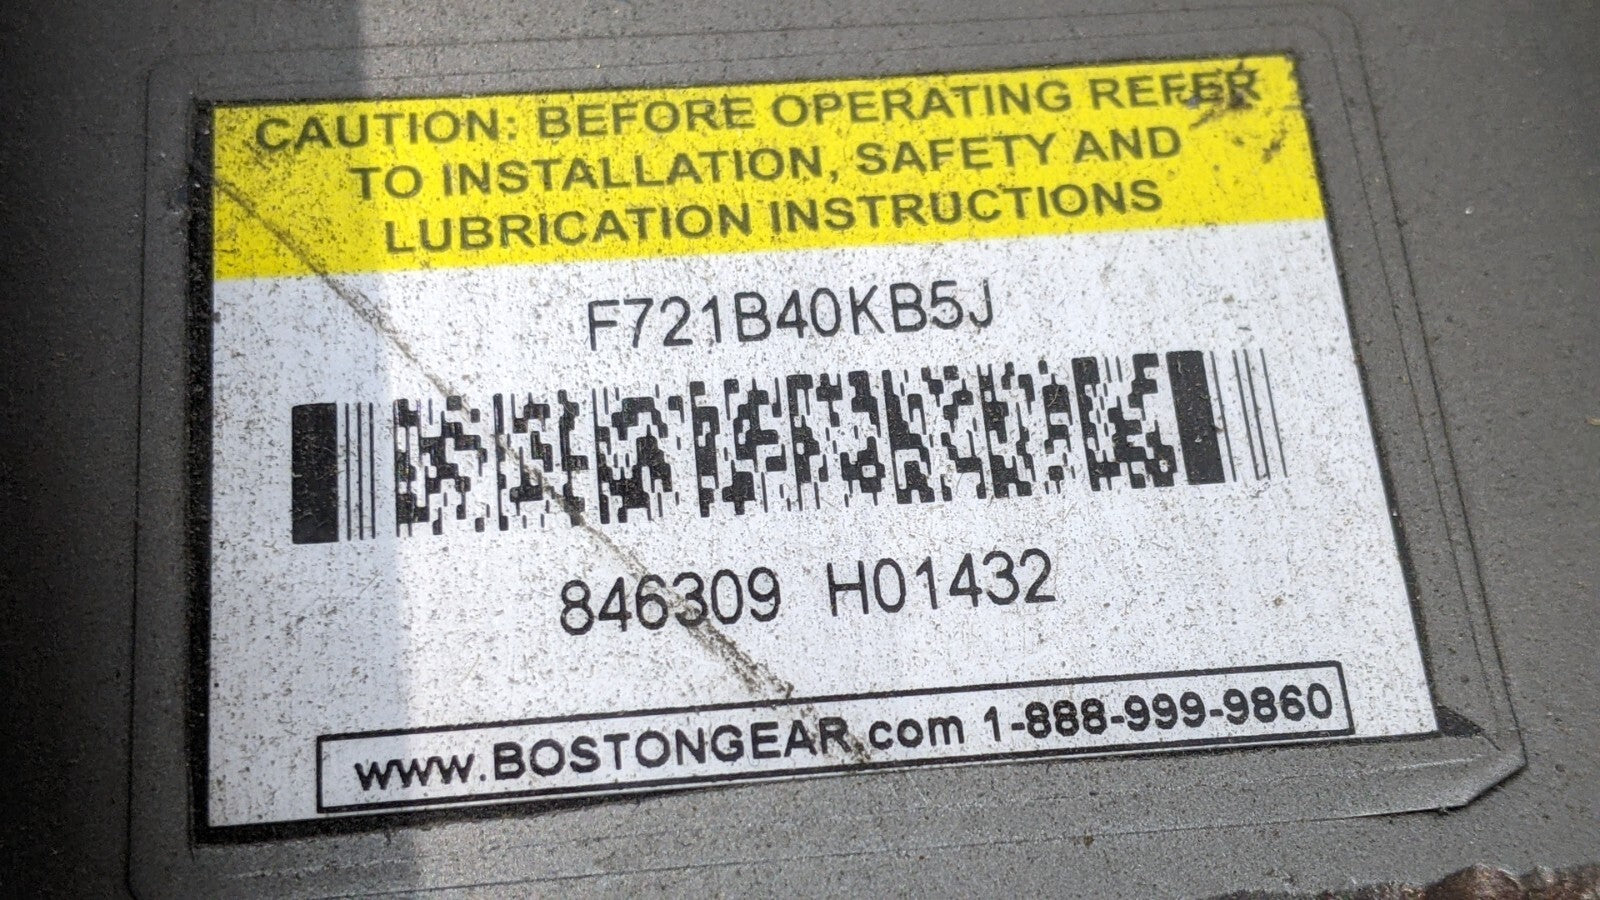 CAUTION: BEFORE OPERATING REFER
TO INSTALLATION, SAFETY AND
LUBRICATION INSTRUCTIONS
F721B40KB5J
846309 H01432
www.BOSTONGEAR.com 1-888-999-9860